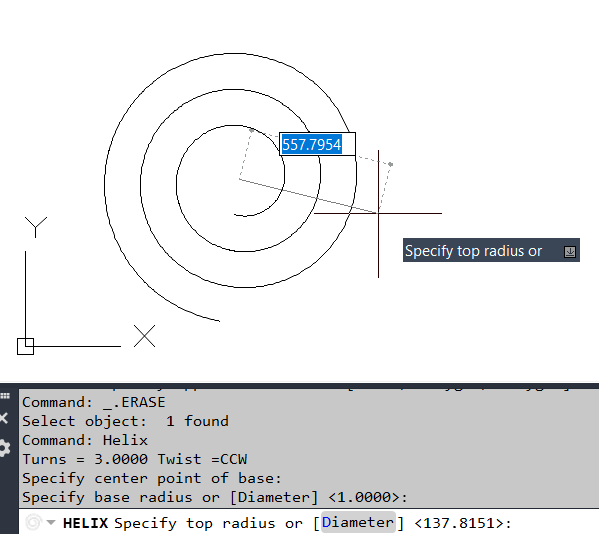 557.7954
Specify top radius or
Y
X
Command: _.ERASE
Select object:  1 found
Command: Helix
Turns = 3.0000 Twist =CCW
Specify center point of base:
Specify base radius or [Diameter] <1.0000>:
HELIX Specify top radius or [Diameter] <137.8151>: